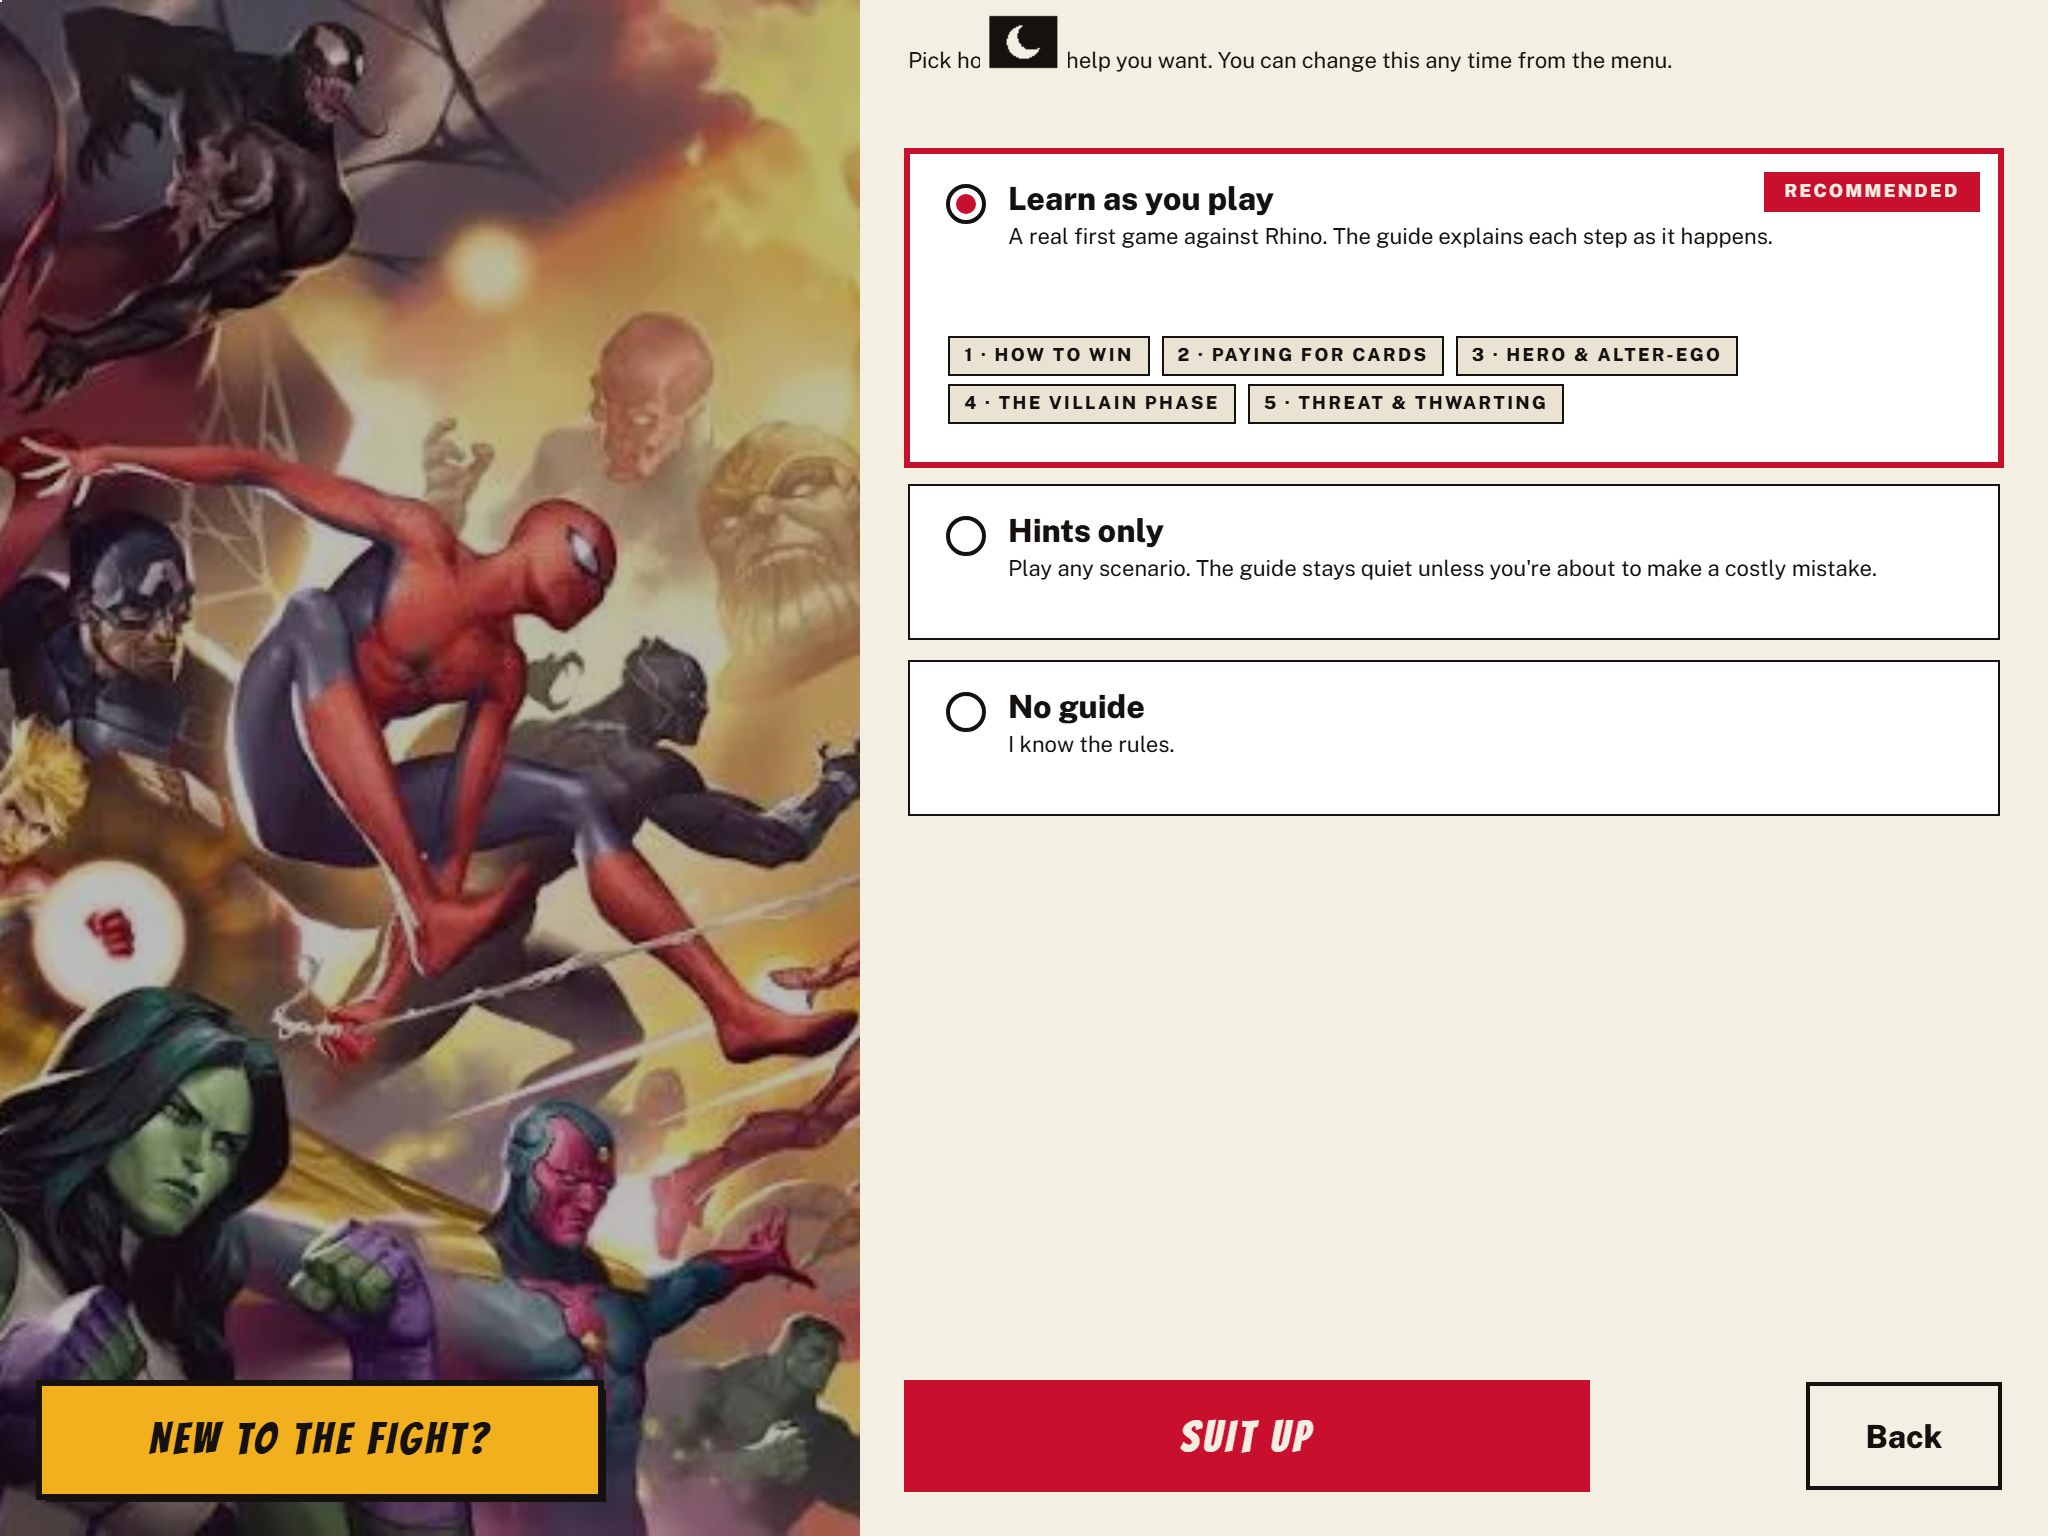 Pick ho help you want. You can change this any time from the menu.
Learn as you play
RECOMMENDED
A real first game against Rhino. The guide explains each step as it happens.
1 · HOW TO WIN 2 · PAYING FOR CARDS 3 · HERO & ALTER-EGO
4 · THE VILLAIN PHASE 5 · THREAT & THWARTING
Hints only
Play any scenario. The guide stays quiet unless you're about to make a costly mistake.
No guide
I know the rules.
NEW TO THE FIGHT?
SUIT UP
Back